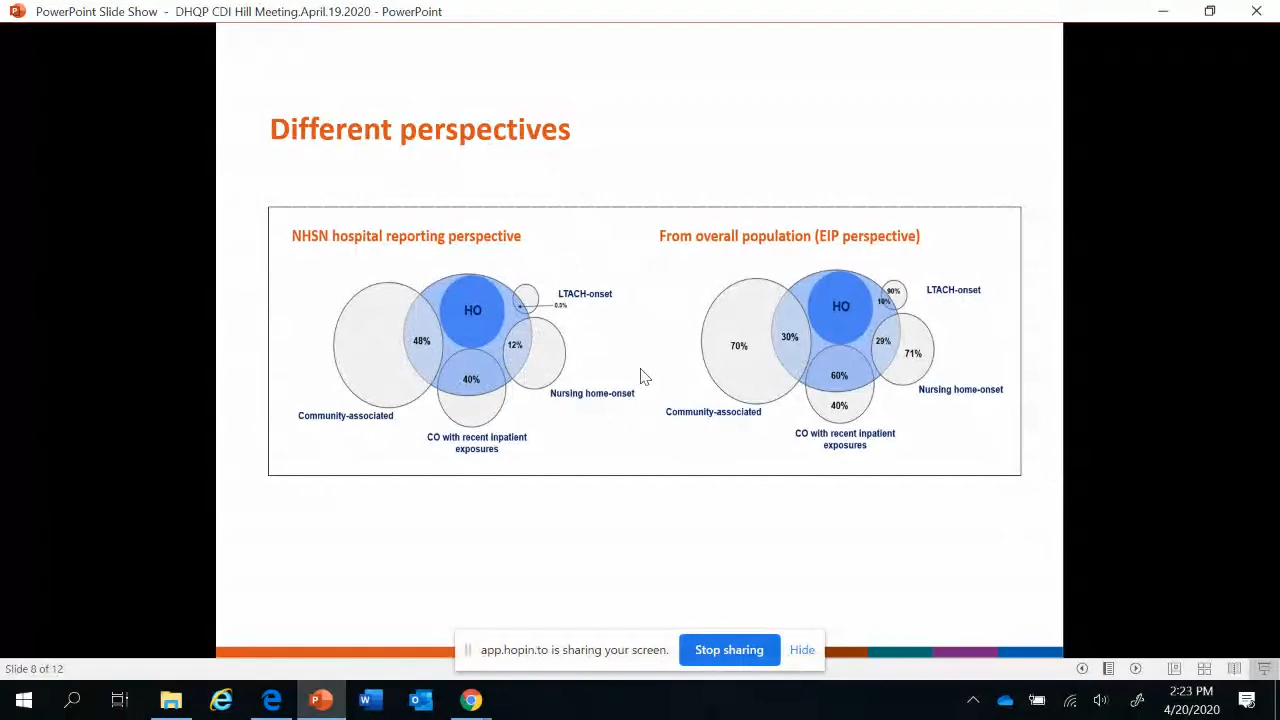 PowerPoint Slide Show - DHQP CDI Hill Meeting.April.19.2020 - PowerPoint
Different perspectives
NHSN hospital reporting perspective
HO
LTACH-onset
0.5%
48%
12%
40%
Nursing home-onset
Community-associated
CO with recent inpatient
exposures
From overall population (EIP perspective)
HO
90%
LTACH-onset
10%
30%
29%
70%
71%
60%
Nursing home-onset
40%
Community-associated
CO with recent inpatient
exposures
app.hopin.to is sharing your screen.
Stop sharing
Hide
Slide 8 of 12
2:23 PM
4/20/2020